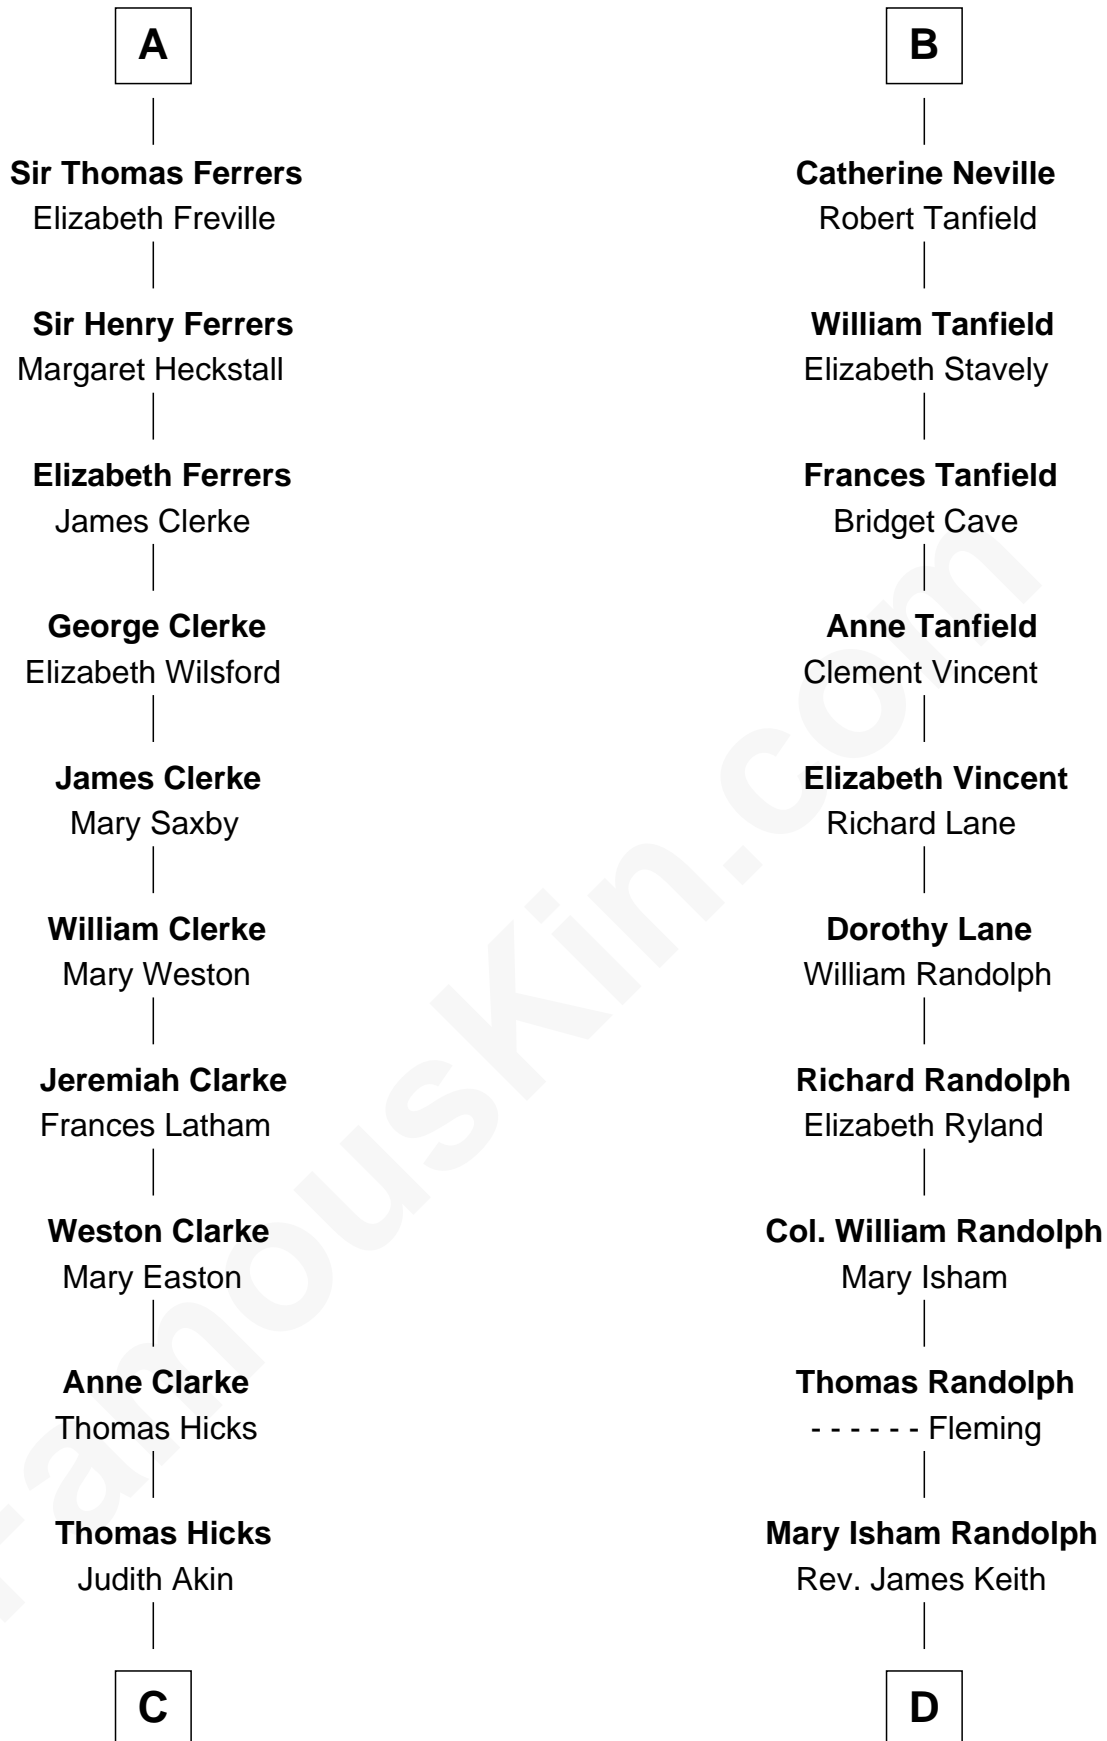 A
Sir Thomas Ferrers
Elizabeth Freville
Sir Henry Ferrers
Margaret Heckstall
Elizabeth Ferrers
James Clerke
George Clerke
Elizabeth Wilsford
James Clerke
Mary Saxby
William Clerke
Mary Weston
Jeremiah Clarke
Frances Latham
Weston Clarke
Mary Easton
Anne Clarke
Thomas Hicks
Thomas Hicks
Judith Akin
C
B
Catherine Neville
Robert Tanfield
William Tanfield
Elizabeth Stavely
Frances Tanfield
Bridget Cave
Anne Tanfield
Clement Vincent
Elizabeth Vincent
Richard Lane
Dorothy Lane
William Randolph
Richard Randolph
Elizabeth Ryland
Col. William Randolph
Mary Isham
Thomas Randolph
- - - - - - Fleming
Mary Isham Randolph
Rev. James Keith
D
FamousKin.com